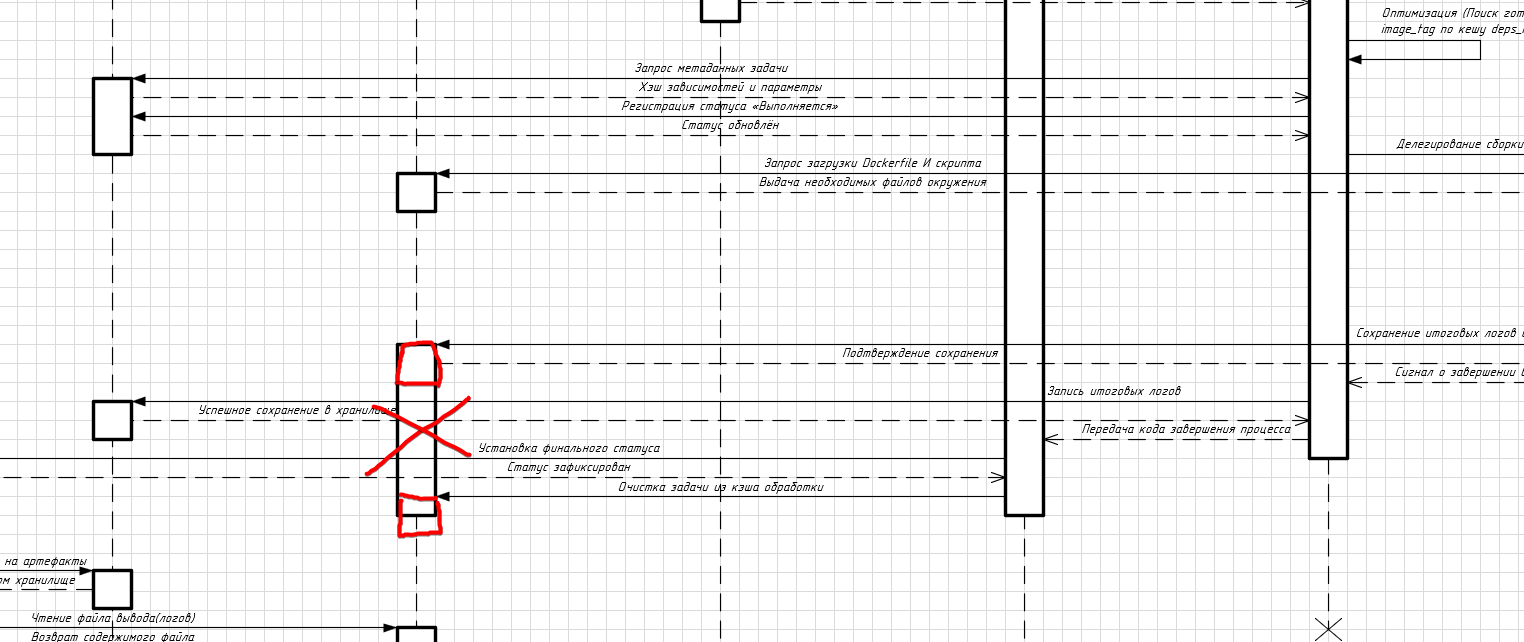 Оптимизация (Поиск гот
image_tag по кешу deps_
Запрос метаданных задачи
Хэш зависимостей и параметры
Регистрация статуса «Выполняется»
Статус обновлён
Делегирование сборки
Запрос загрузки Dockerfile И скрипта
Выдача необходимых файлов окружения
Сохранение итоговых логов
Подтверждение сохранения
Сигнал о завершении
Запись итоговых логов
Успешное сохранение в хранилище
Передача кода завершения процесса
Установка финального статуса
Статус зафиксирован
Очистка задачи из кэша обработки
на артефакты
ом хранилище
Чтение файла вывода(логов)
Возврат содержимого файла